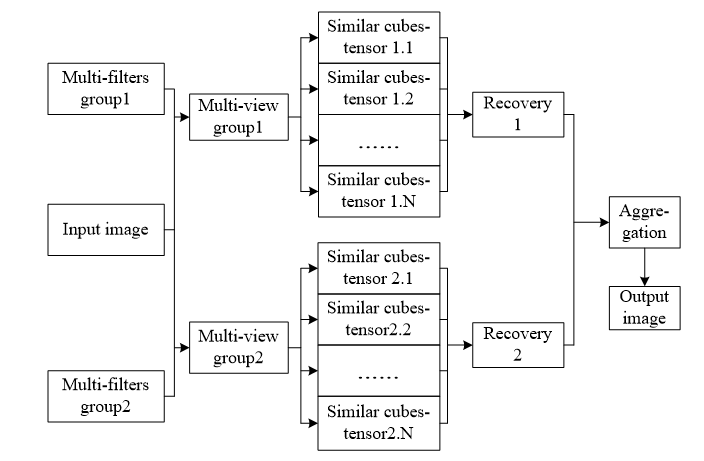 Multi-filters
group1
Input image
Multi-filters
group2
Multi-view
group1
Multi-view
group2
Similar cubes-
tensor 1.1
Similar cubes-
tensor 1.2
......
Similar cubes-
tensor 1.N
Similar cubes-
tensor 2.1
Similar cubes-
tensor2.2
......
Similar cubes-
tensor2.N
Recovery
1
Recovery
2
Aggre-
gation
Output
image